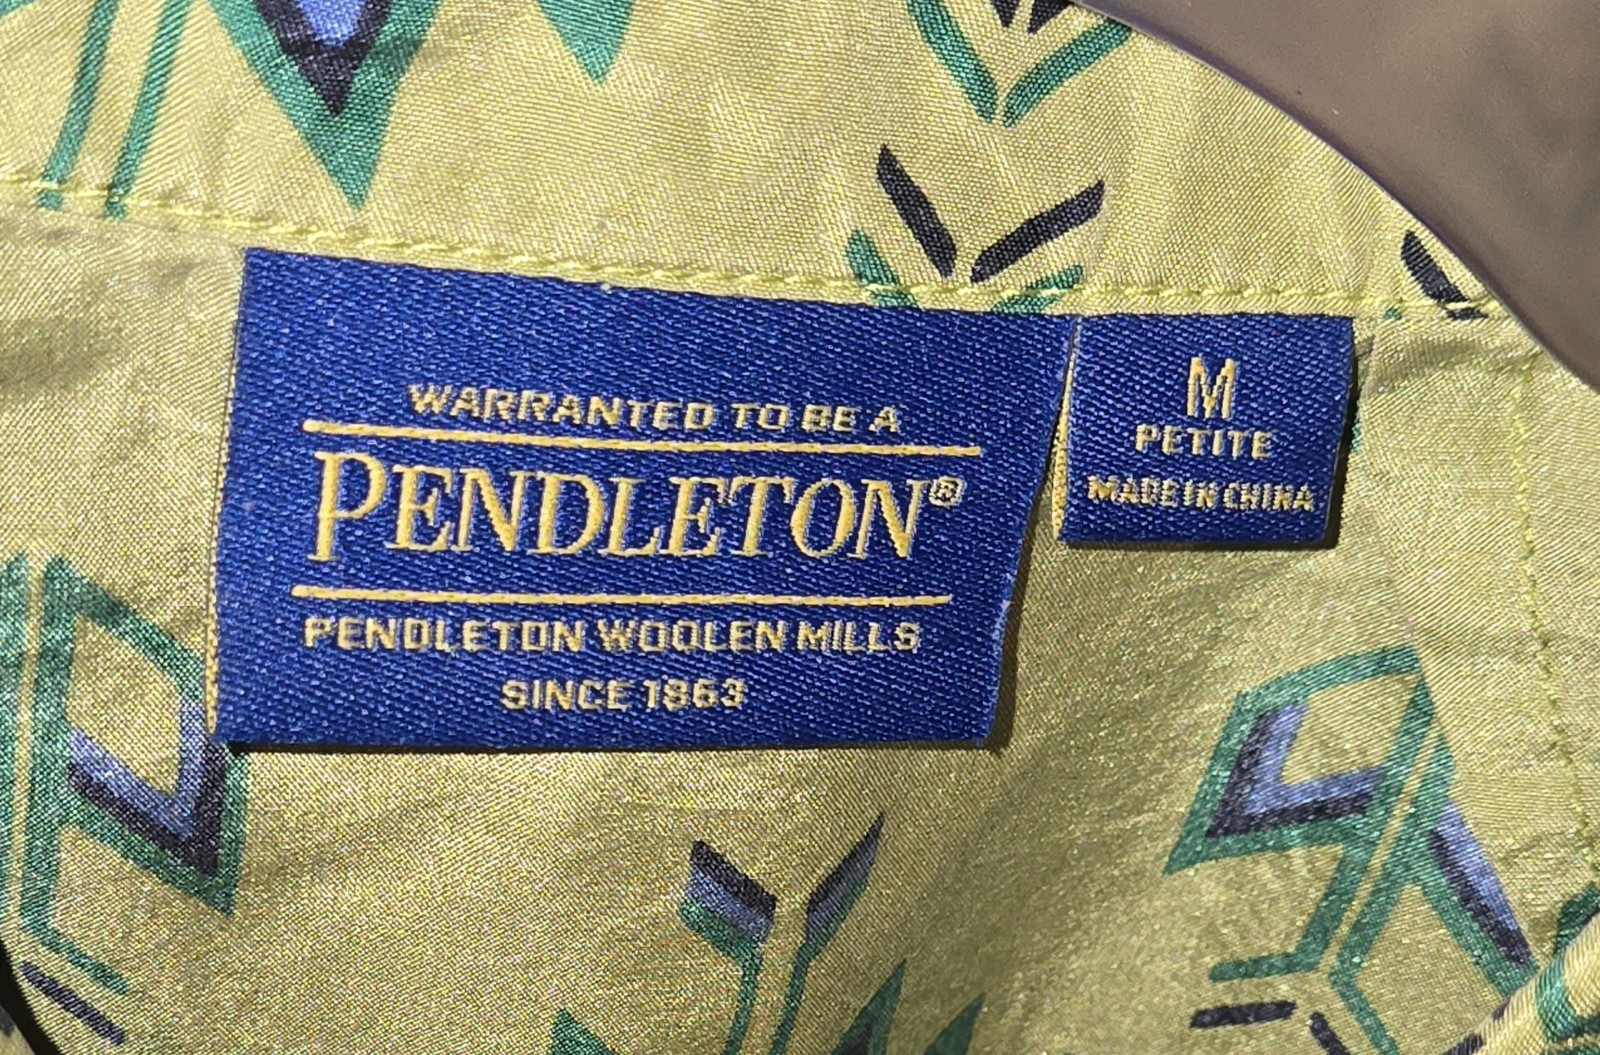 WARRANTED TO BE A
PENDLETON®
PENDLETON WOOLEN MILLS
SINCE 1863
M
PETITE
MADE IN CHINA